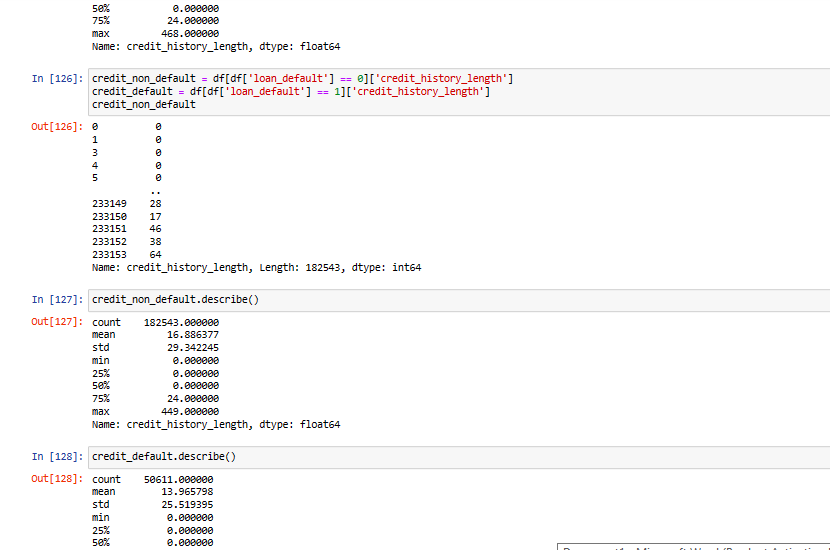 50% 0.000000
75% 24.000000
max 468.000000
Name: credit_history_length, dtype: float64
In [126]: credit_non_default = df[df['loan_default'] == 0]['credit_history_length']
credit_default = df[df['loan_default'] == 1]['credit_history_length']
credit_non_default
Out[126]: 0 0
1 0
3 0
4 0
5 0
..
233149 28
233150 17
233151 46
233152 38
233153 64
Name: credit_history_length, Length: 182543, dtype: int64
In [127]: credit_non_default.describe()
Out[127]: count 182543.000000
mean 16.886377
std 29.342245
min 0.000000
25% 0.000000
50% 0.000000
75% 24.000000
max 449.000000
Name: credit_history_length, dtype: float64
In [128]: credit_default.describe()
Out[128]: count 50611.000000
mean 13.965798
std 25.519395
min 0.000000
25% 0.000000
50% 0.000000